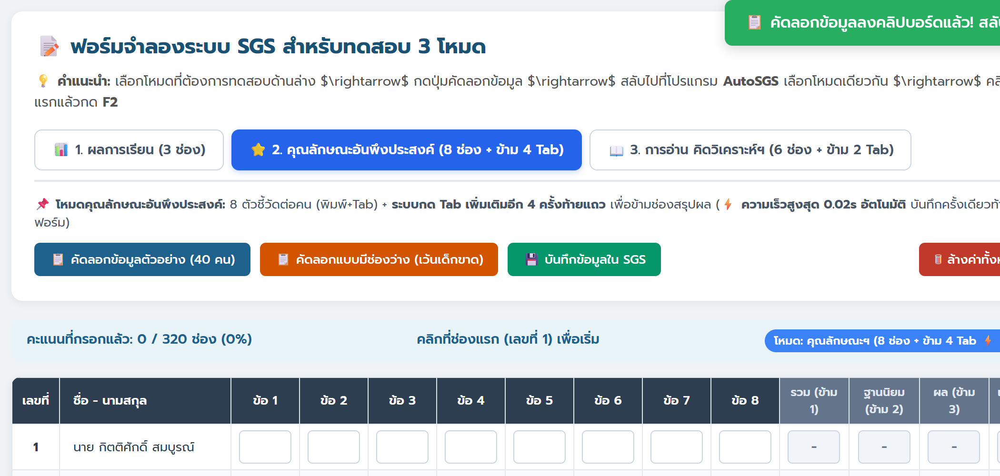 คัดลอกข้อมูลลงคลิปบอร์ดแล้ว!
ฟอร์มจำลองระบบ SGS สำหรับทดสอบ 3 โหมด
คำแนะนำ: เลือกโหมดที่ต้องการทดสอบด้านล่าง $\rightarrow$ กดปุ่มคัดลอกข้อมูล $\rightarrow$ สลับไปที่โปรแกรม AutoSGS เลือกโหมดเดียวกัน $\rightarrow$
แรกแล้วกด F2
1. ผลการเรียน (3 ช่อง)
2. คุณลักษณะอันพึงประสงค์ (8 ช่อง + ข้าม 4 Tab)
3. การอ่าน คิดวิเคราะห์ฯ (6 ช่อง + ข้าม 2 Tab)
โหมดคุณลักษณะอันพึงประสงค์: 8 ตัวชี้วัดต่อคน (พิมพ์+Tab) + ระบบกด Tab เพิ่มเติมอีก 4 ครั้งท้ายแถว เพื่อข้ามช่องสรุปผล (⚡ ความเร็วสูงสุด 0.02s อัตโนมัติ บันทึกครั้งเดียว
ฟอร์ม)
คัดลอกข้อมูลตัวอย่าง (40 คน)
คัดลอกแบบมีช่องว่าง (เว้นเด็กขาด)
บันทึกข้อมูลใน SGS
ล้างค่า
คะแนนที่กรอกแล้ว: 0 / 320 ช่อง (0%)
คลิกที่ช่องแรก (เลขที่ 1) เพื่อเริ่ม
โหมด: คุณลักษณะฯ (8 ช่อง + ข้าม 4 Tab ⚡
เลขที่ ชื่อ - นามสกุล ข้อ 1 ข้อ 2 ข้อ 3 ข้อ 4 ข้อ 5 ข้อ 6 ข้อ 7 ข้อ 8 รวม (ข้าม 1) ฐานนิยม (ข้าม 2) ผล (ข้าม 3)
1 นาย กิตติศักดิ์ สมบูรณ์ - - -